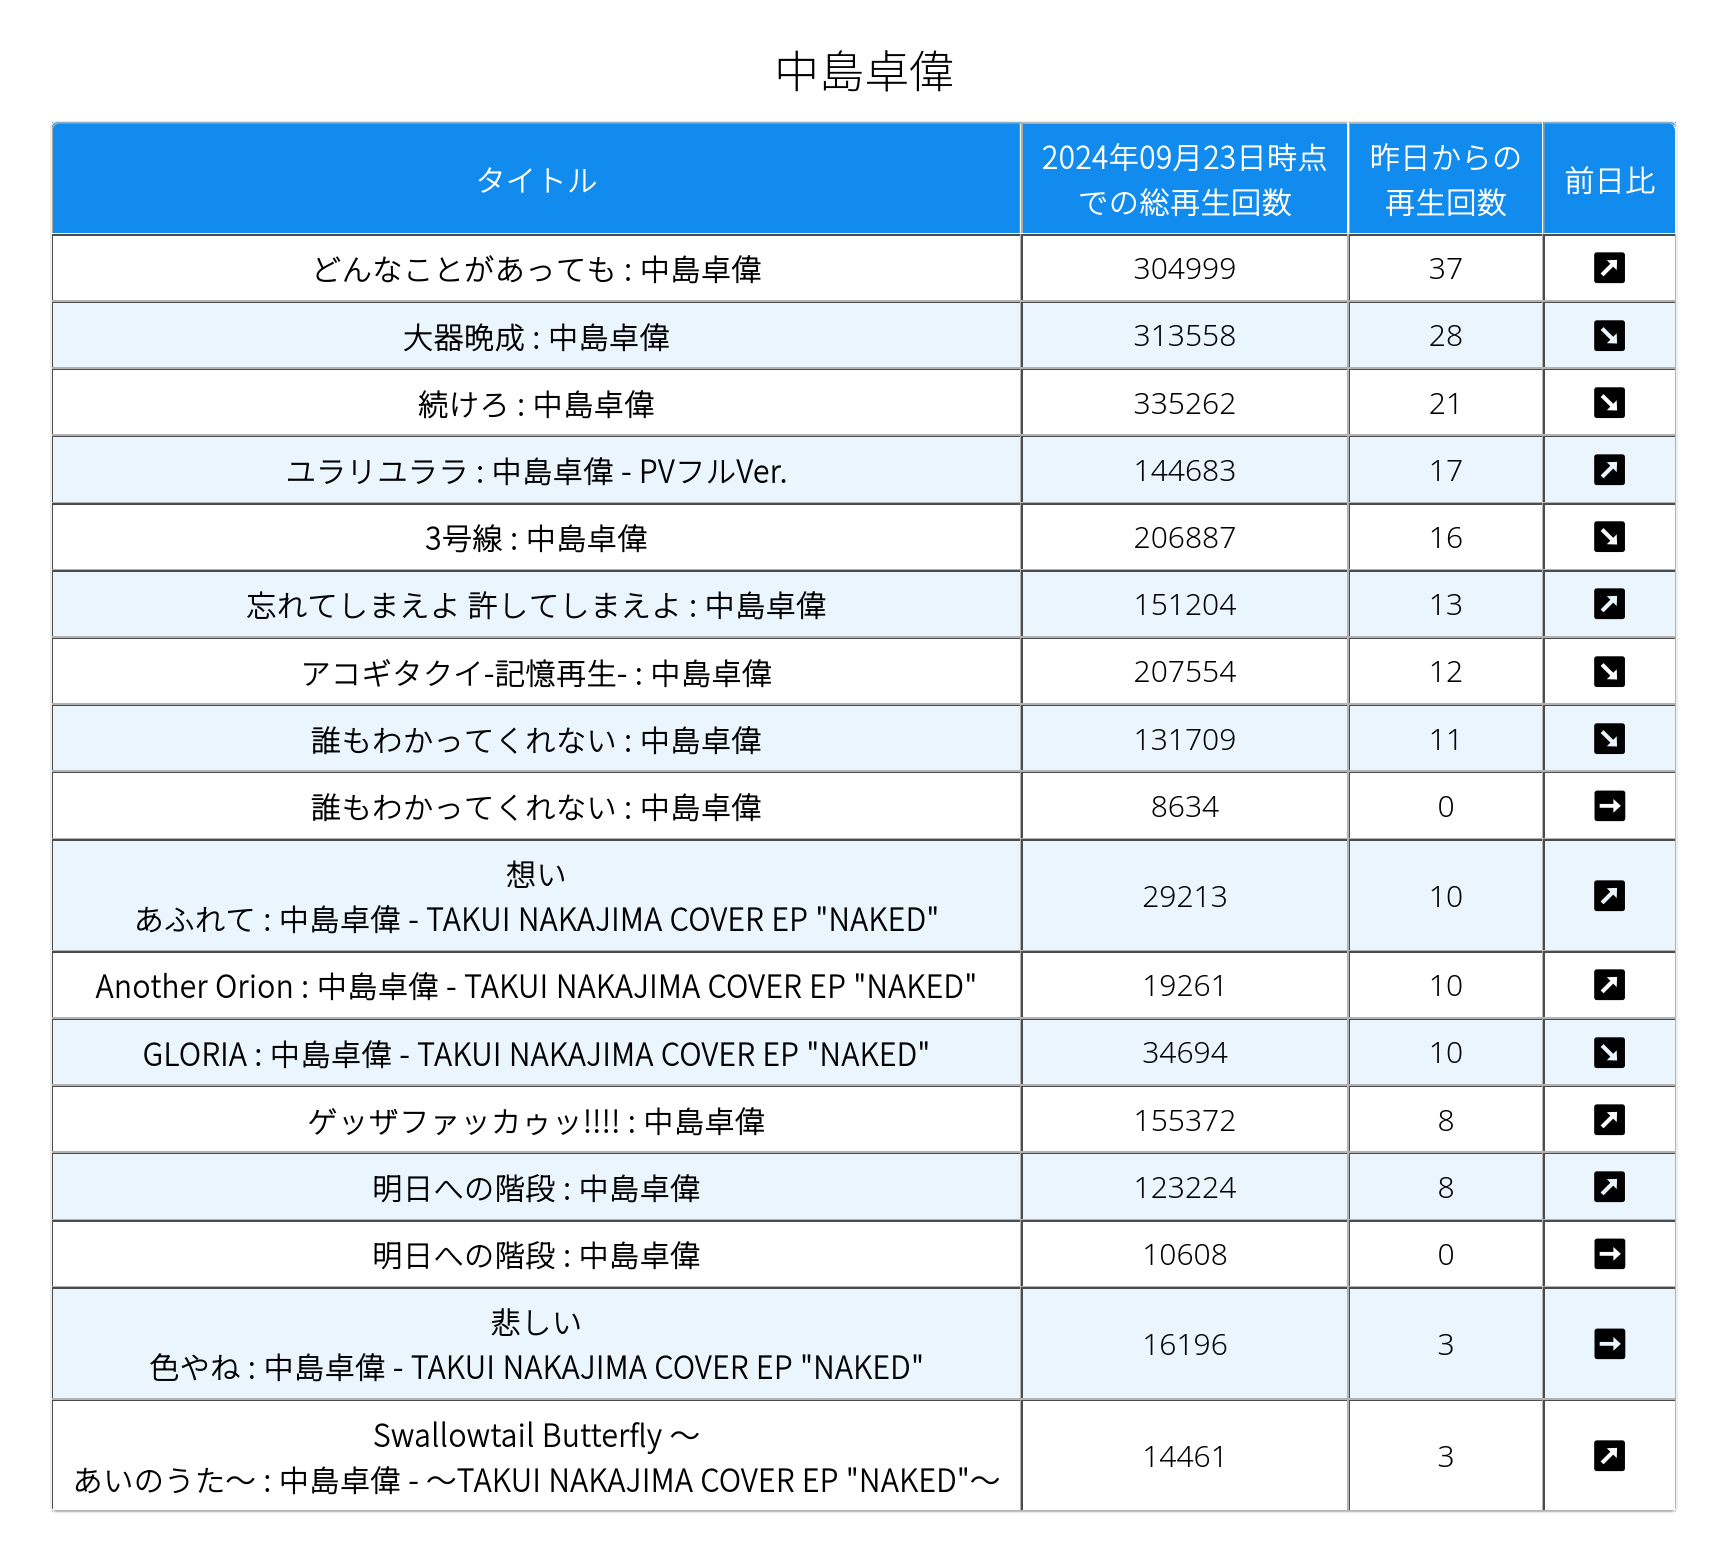 中島卓偉
タイトル
2024年09月23日時点
での総再生回数
昨日からの
再生回数
前日比
どんなことがあっても : 中島卓偉 304999 37 ↗
大器晩成 : 中島卓偉 313558 28 ↘
続けろ : 中島卓偉 335262 21 ↘
ユラリユララ : 中島卓偉 - PVフルVer. 144683 17 ↗
3号線 : 中島卓偉 206887 16 ↘
忘れてしまえよ 許してしまえよ : 中島卓偉 151204 13 ↗
アコギタクイ-記憶再生- : 中島卓偉 207554 12 ↘
誰もわかってくれない : 中島卓偉 131709 11 ↘
誰もわかってくれない : 中島卓偉 8634 0 →
想い
あふれて : 中島卓偉 - TAKUI NAKAJIMA COVER EP "NAKED" 29213 10 ↗
Another Orion : 中島卓偉 - TAKUI NAKAJIMA COVER EP "NAKED" 19261 10 ↗
GLORIA : 中島卓偉 - TAKUI NAKAJIMA COVER EP "NAKED" 34694 10 ↘
ゲッザファッカゥッ!!!! : 中島卓偉 155372 8 ↗
明日への階段 : 中島卓偉 123224 8 ↗
明日への階段 : 中島卓偉 10608 0 →
悲しい
色やね : 中島卓偉 - TAKUI NAKAJIMA COVER EP "NAKED" 16196 3 →
Swallowtail Butterfly ～
あいのうた～ : 中島卓偉 - ～TAKUI NAKAJIMA COVER EP "NAKED"～ 14461 3 ↗